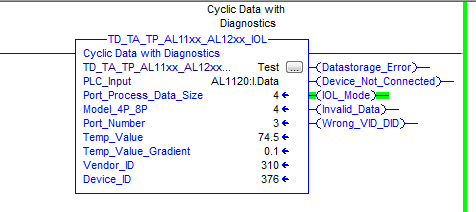 Cyclic Data with
Diagnostics
TD_TA_TP_AL11xx_AL12xx_IOL
Cyclic Data with Diagnostics
TD_TA_TP_AL11xx_AL12xx... Test ... (Datastorage_Error)
PLC_Input AL1120:I.Data (Device_Not_Connected)
Port_Process_Data_Size 4 (IOL_Mode)
Model_4P_8P 4 (Invalid_Data)
Port_Number 3 (Wrong_VID_DID)
Temp_Value 74.5
Temp_Value_Gradient 0.1
Vendor_ID 310
Device_ID 376